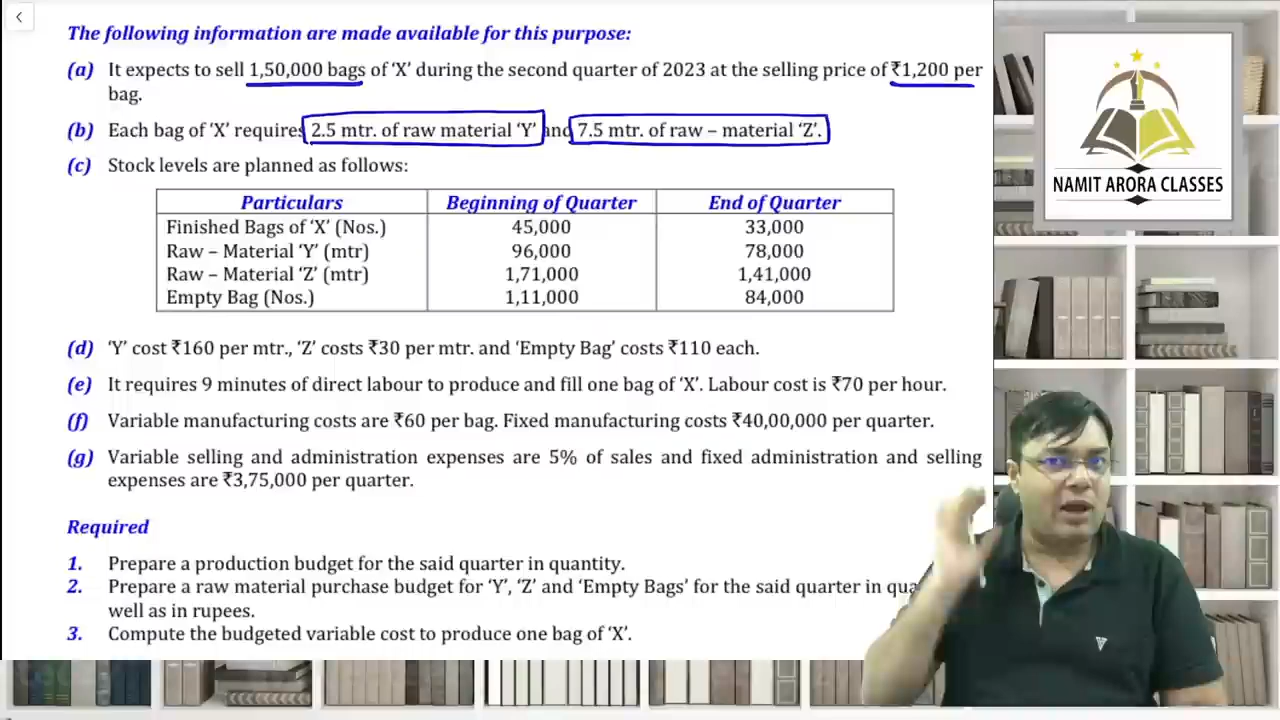 The following information are made available for this purpose:
(a) It expects to sell 1,50,000 bags of ‘X’ during the second quarter of 2023 at the selling price of ₹1,200 per
bag.
(b) Each bag of ‘X’ requires 2.5 mtr. of raw material ‘Y’ and 7.5 mtr. of raw – material ‘Z’.
(c) Stock levels are planned as follows:
Particulars Beginning of Quarter End of Quarter
Finished Bags of ‘X’ (Nos.) 45,000 33,000
Raw – Material ‘Y’ (mtr) 96,000 78,000
Raw – Material ‘Z’ (mtr) 1,71,000 1,41,000
Empty Bag (Nos.) 1,11,000 84,000
(d) ‘Y’ cost ₹160 per mtr., ‘Z’ costs ₹30 per mtr. and ‘Empty Bag’ costs ₹110 each.
(e) It requires 9 minutes of direct labour to produce and fill one bag of ‘X’. Labour cost is ₹70 per hour.
(f) Variable manufacturing costs are ₹60 per bag. Fixed manufacturing costs ₹40,00,000 per quarter.
(g) Variable selling and administration expenses are 5% of sales and fixed administration and selling
expenses are ₹3,75,000 per quarter.
Required
1. Prepare a production budget for the said quarter in quantity.
2. Prepare a raw material purchase budget for ‘Y’, ‘Z’ and ‘Empty Bags’ for the said quarter in
well as in rupees.
3. Compute the budgeted variable cost to produce one bag of ‘X’.
NAMIT ARORA CLASSES